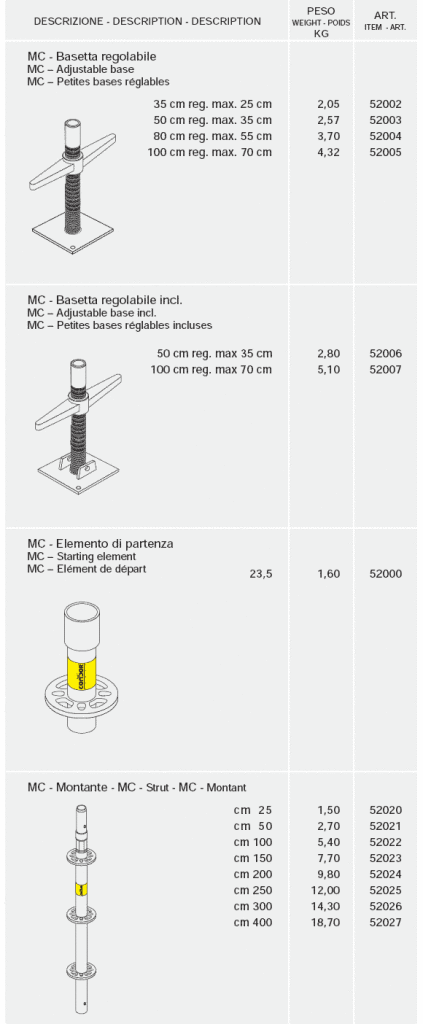 DESCRIZIONE - DESCRIPTION - DESCRIPTION
PESO
WEIGHT - POIDS
KG
ART.
ITEM - ART.
MC - Basetta regolabile
MC – Adjustable base
MC – Petites bases réglables
35 cm reg. max. 25 cm 2,05 52002
50 cm reg. max. 35 cm 2,57 52003
80 cm reg. max. 55 cm 3,70 52004
100 cm reg. max. 70 cm 4,32 52005
MC - Basetta regolabile incl.
MC – Adjustable base incl.
MC – Petites bases réglables incluses
50 cm reg. max 35 cm 2,80 52006
100 cm reg. max 70 cm 5,10 52007
MC - Elemento di partenza
MC – Starting element
MC – Elément de départ
23,5 1,60 52000
condor
MC - Montante - MC - Strut - MC - Montant
cm 25 1,50 52020
cm 50 2,70 52021
cm 100 5,40 52022
cm 150 7,70 52023
cm 200 9,80 52024
cm 250 12,00 52025
cm 300 14,30 52026
cm 400 18,70 52027